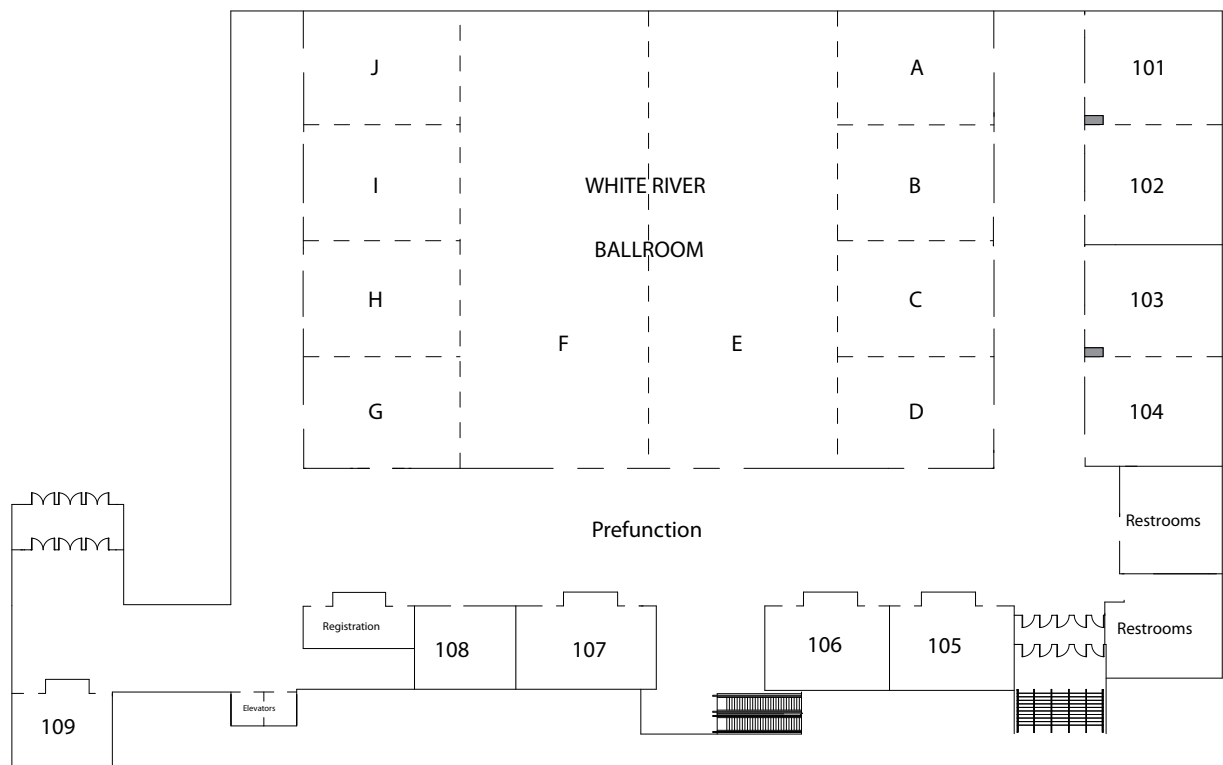 J
A
101
I
WHITE RIVER
B
102
BALLROOM
H
C
103
F
E
G
D
104
Restrooms
Prefunction
Registration
108
107
106
105
Restrooms
Elevators
109